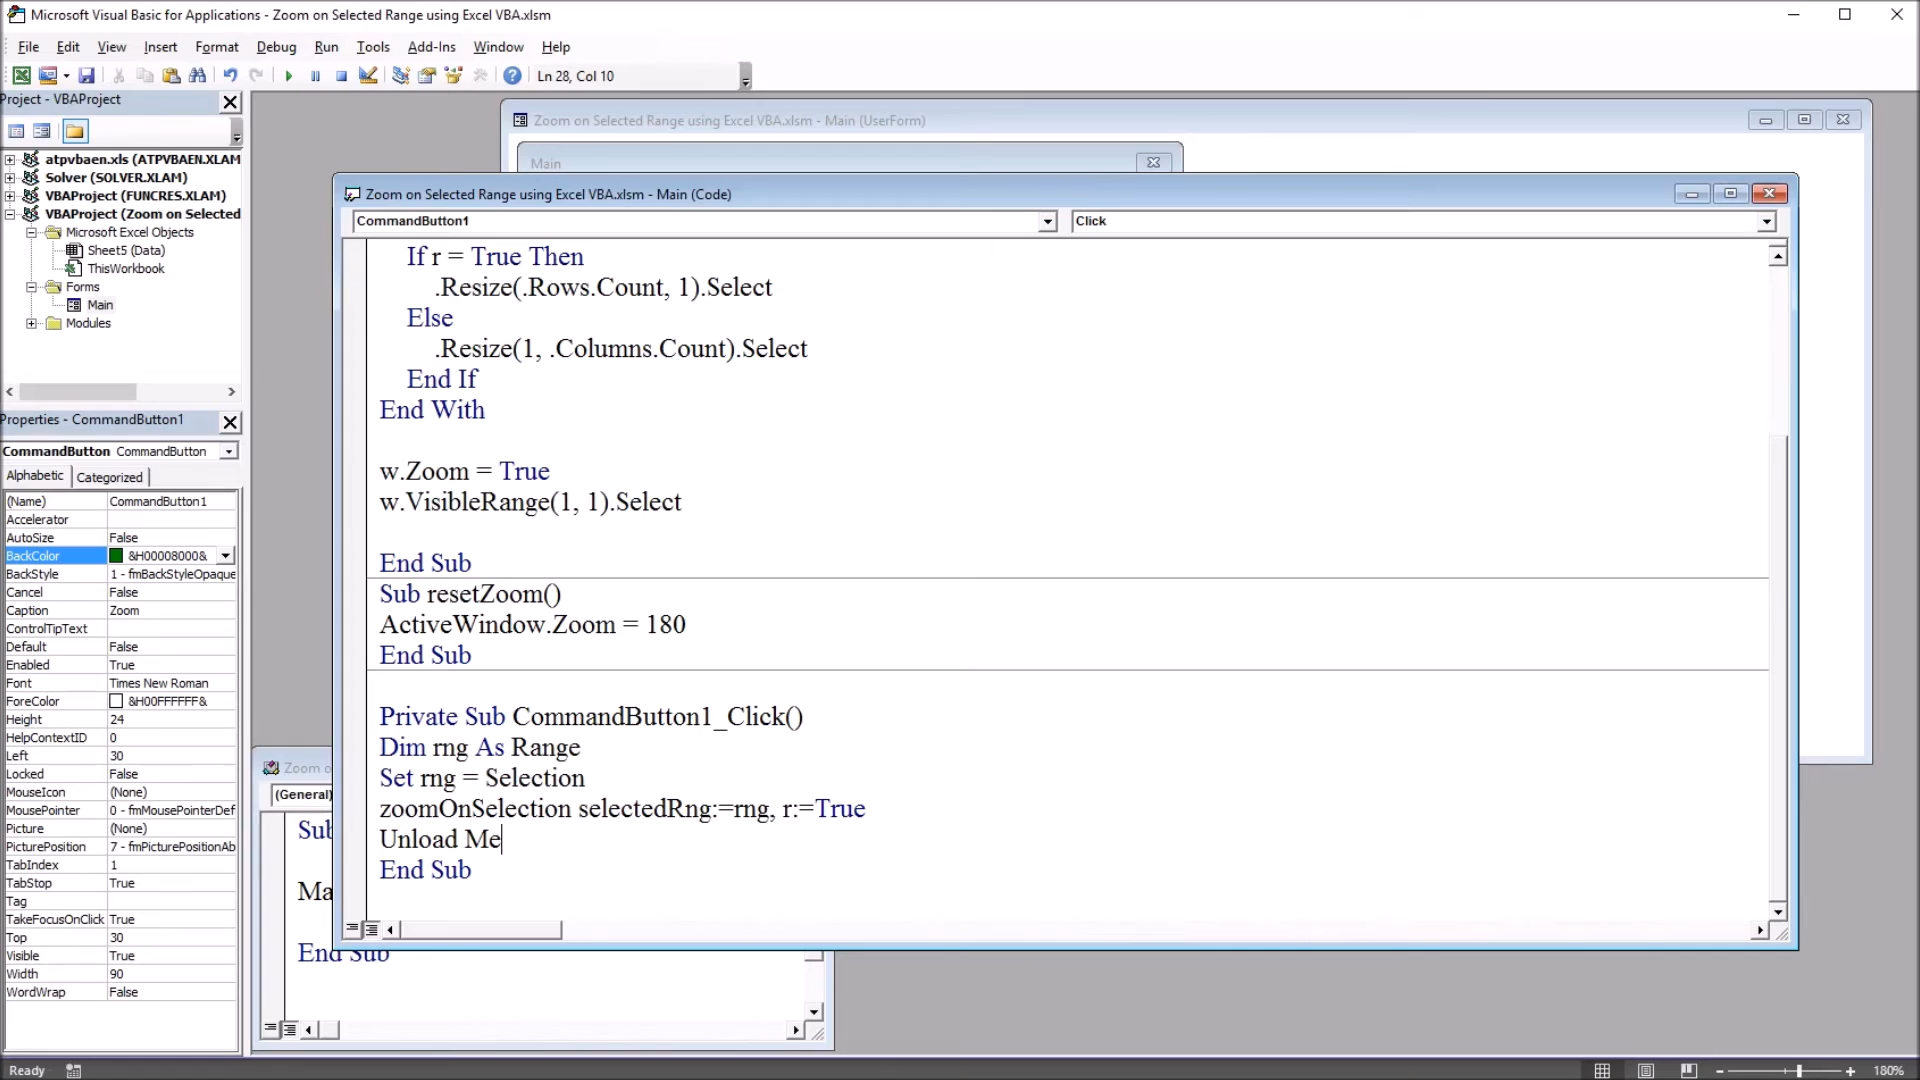 Microsoft Visual Basic for Applications - Zoom on Selected Range using Excel VBA.xlsm
File Edit View Insert Format Debug Run Tools Add-Ins Window Help
Ln 28, Col 10
Project - VBAProject
atpvbaen.xls (ATPVBAEN.XLAM
Solver (SOLVER.XLAM)
VBAProject (FUNCRES.XLAM)
VBAProject (Zoom on Selected
Microsoft Excel Objects
Sheet5 (Data)
ThisWorkbook
Forms
Main
Modules
Properties - CommandButton1
CommandButton1 CommandButton
Alphabetic Categorized
(Name) CommandButton1
Accelerator
AutoSize False
BackColor &H00008000&
BackStyle 1 - fmBackStyleOpaque
Cancel False
Caption Zoom
ControlTipText
Default False
Enabled True
Font Times New Roman
ForeColor &H00FFFFFF&
Height 24
HelpContextID 0
Left 30
Locked False
MouseIcon (None)
MousePointer 0 - fmMousePointerDef
Picture (None)
PicturePosition 7 - fmPicturePositionAb
TabIndex 1
TabStop True
Tag
TakeFocusOnClick True
Top 30
Visible True
Width 90
WordWrap False
Zoom on Selected Range using Excel VBA.xlsm - Main (UserForm)
Main
Zoom on Selected Range using Excel VBA.xlsm - Main (Code)
CommandButton1 Click
If r = True Then
.Resize(.Rows.Count, 1).Select
Else
.Resize(1, .Columns.Count).Select
End If
End With
w.Zoom = True
w.VisibleRange(1, 1).Select
End Sub
Sub resetZoom()
ActiveWindow.Zoom = 180
End Sub
Private Sub CommandButton1_Click()
Dim rng As Range
Set rng = Selection
zoomOnSelection selectedRng:=rng, r:=True
Unload Me
End Sub
Zoom o
(General)
Sub
Ma
End Sub
Ready
180%